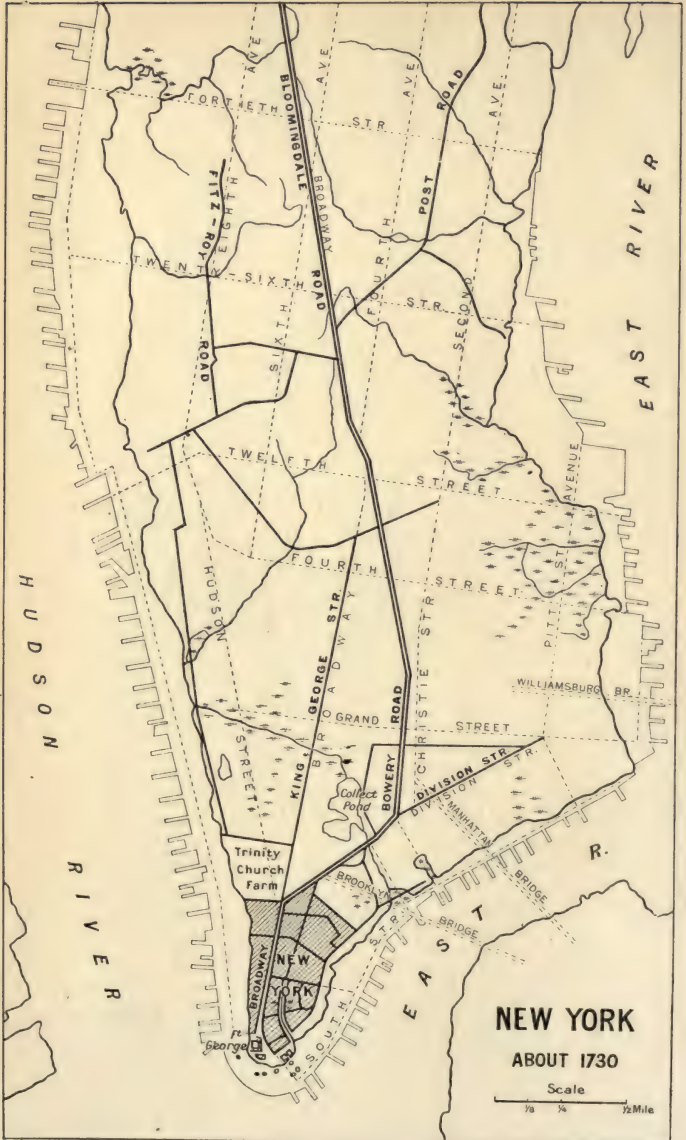 AVE
BLOOMINGDALE
AVE
AVE
POST ROAD
AVE.
FORTIETH STR.
FITZ-ROY
EIGHTH
BROADWAY
EAST RIVER
FOURTH
TWENTY-SIXTH STR.
ROAD
SECOND
ROAD
SIXTH
TWELFTH STREET
AVENUE
FOURTH STREET
HUDSON RIVER
HUDSON STREET
KING GEORGE STR.
BROADWAY
CHRISTIE STR
PITT ST
WILLIAMSBURG BR.
GRAND STREET
BOWERY ROAD
DIVISION STR.
DIVISION STR.
Collect
Pond
MANHATTAN BRIDGE
Trinity
Church
Farm
BROOKLYN BRIDGE
EAST R.
NEW
YORK
BROADWAY
SOUTH STR
Ft
George
NEW YORK
ABOUT 1730
Scale
1/8 1/4 1/2 Mile